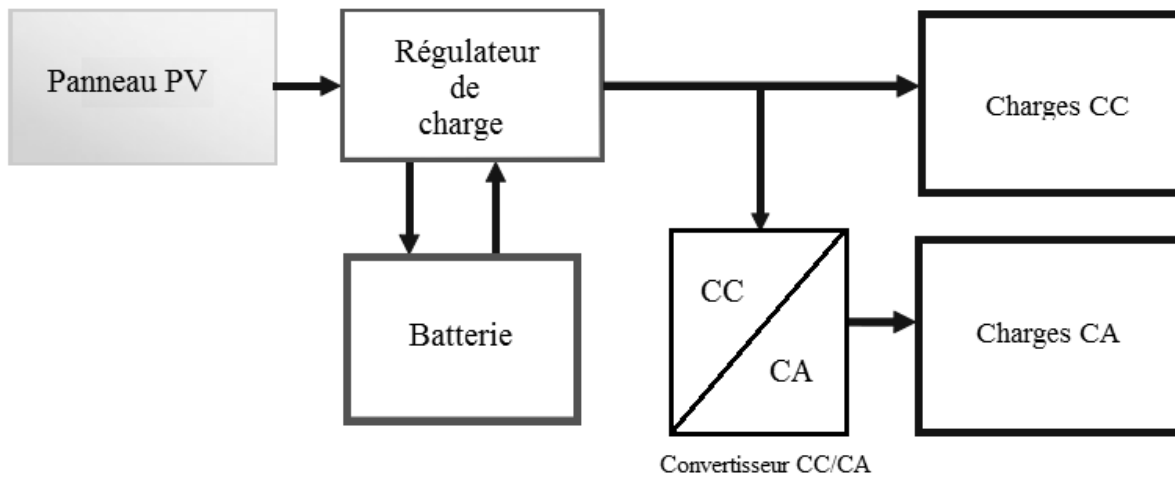 Panneau PV
Régulateur
de
charge
Charges CC
Batterie
CC
CA
Charges CA
Convertisseur CC/CA